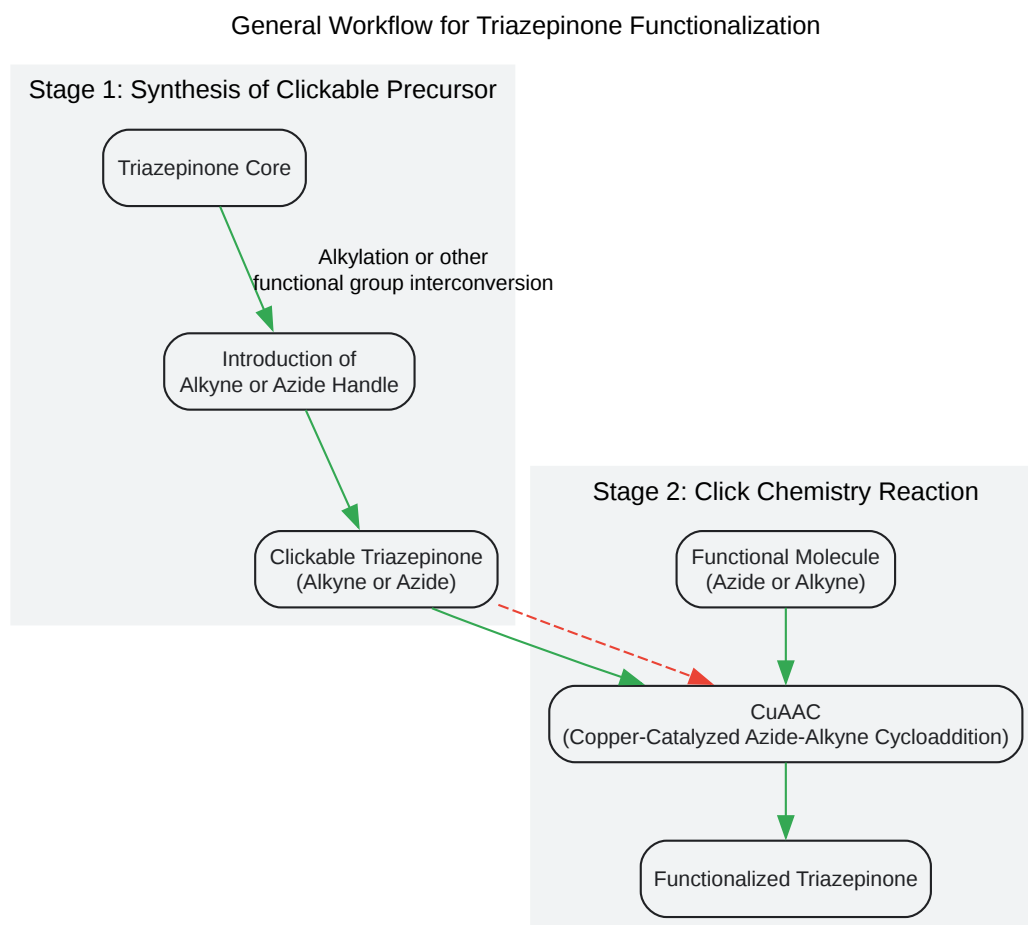 General Workflow for Triazepinone Functionalization
Stage 1: Synthesis of Clickable Precursor
Triazepinone Core
Alkylation or other
functional group interconversion
Introduction of
Alkyne or Azide Handle
Clickable Triazepinone
(Alkyne or Azide)
Stage 2: Click Chemistry Reaction
Functional Molecule
(Azide or Alkyne)
CuAAC
(Copper-Catalyzed Azide-Alkyne Cycloaddition)
Functionalized Triazepinone